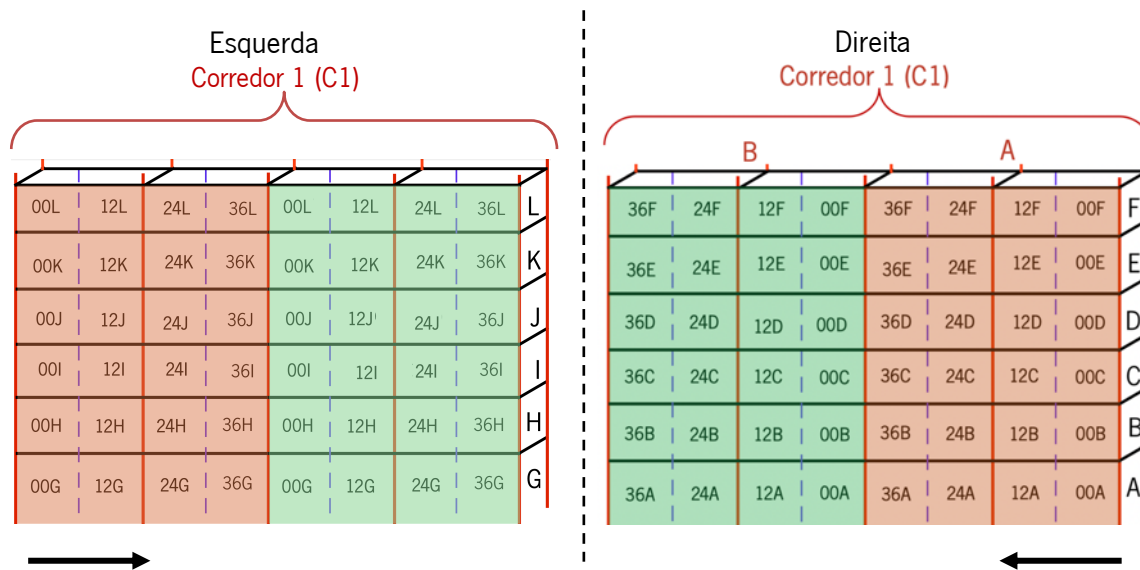 Esquerda
Corredor 1 (C1)
00L 12L 24L 36L 00L 12L 24L 36L L
00K 12K 24K 36K 00K 12K 24K 36K K
00J 12J 24J 36J 00J 12J 24J 36J J
00I 12I 24I 36I 00I 12I 24I 36I I
00H 12H 24H 36H 00H 12H 24H 36H H
00G 12G 24G 36G 00G 12G 24G 36G G
Direita
Corredor 1 (C1)
B A
36F 24F 12F 00F 36F 24F 12F 00F F
36E 24E 12E 00E 36E 24E 12E 00E E
36D 24D 12D 00D 36D 24D 12D 00D D
36C 24C 12C 00C 36C 24C 12C 00C C
36B 24B 12B 00B 36B 24B 12B 00B B
36A 24A 12A 00A 36A 24A 12A 00A A